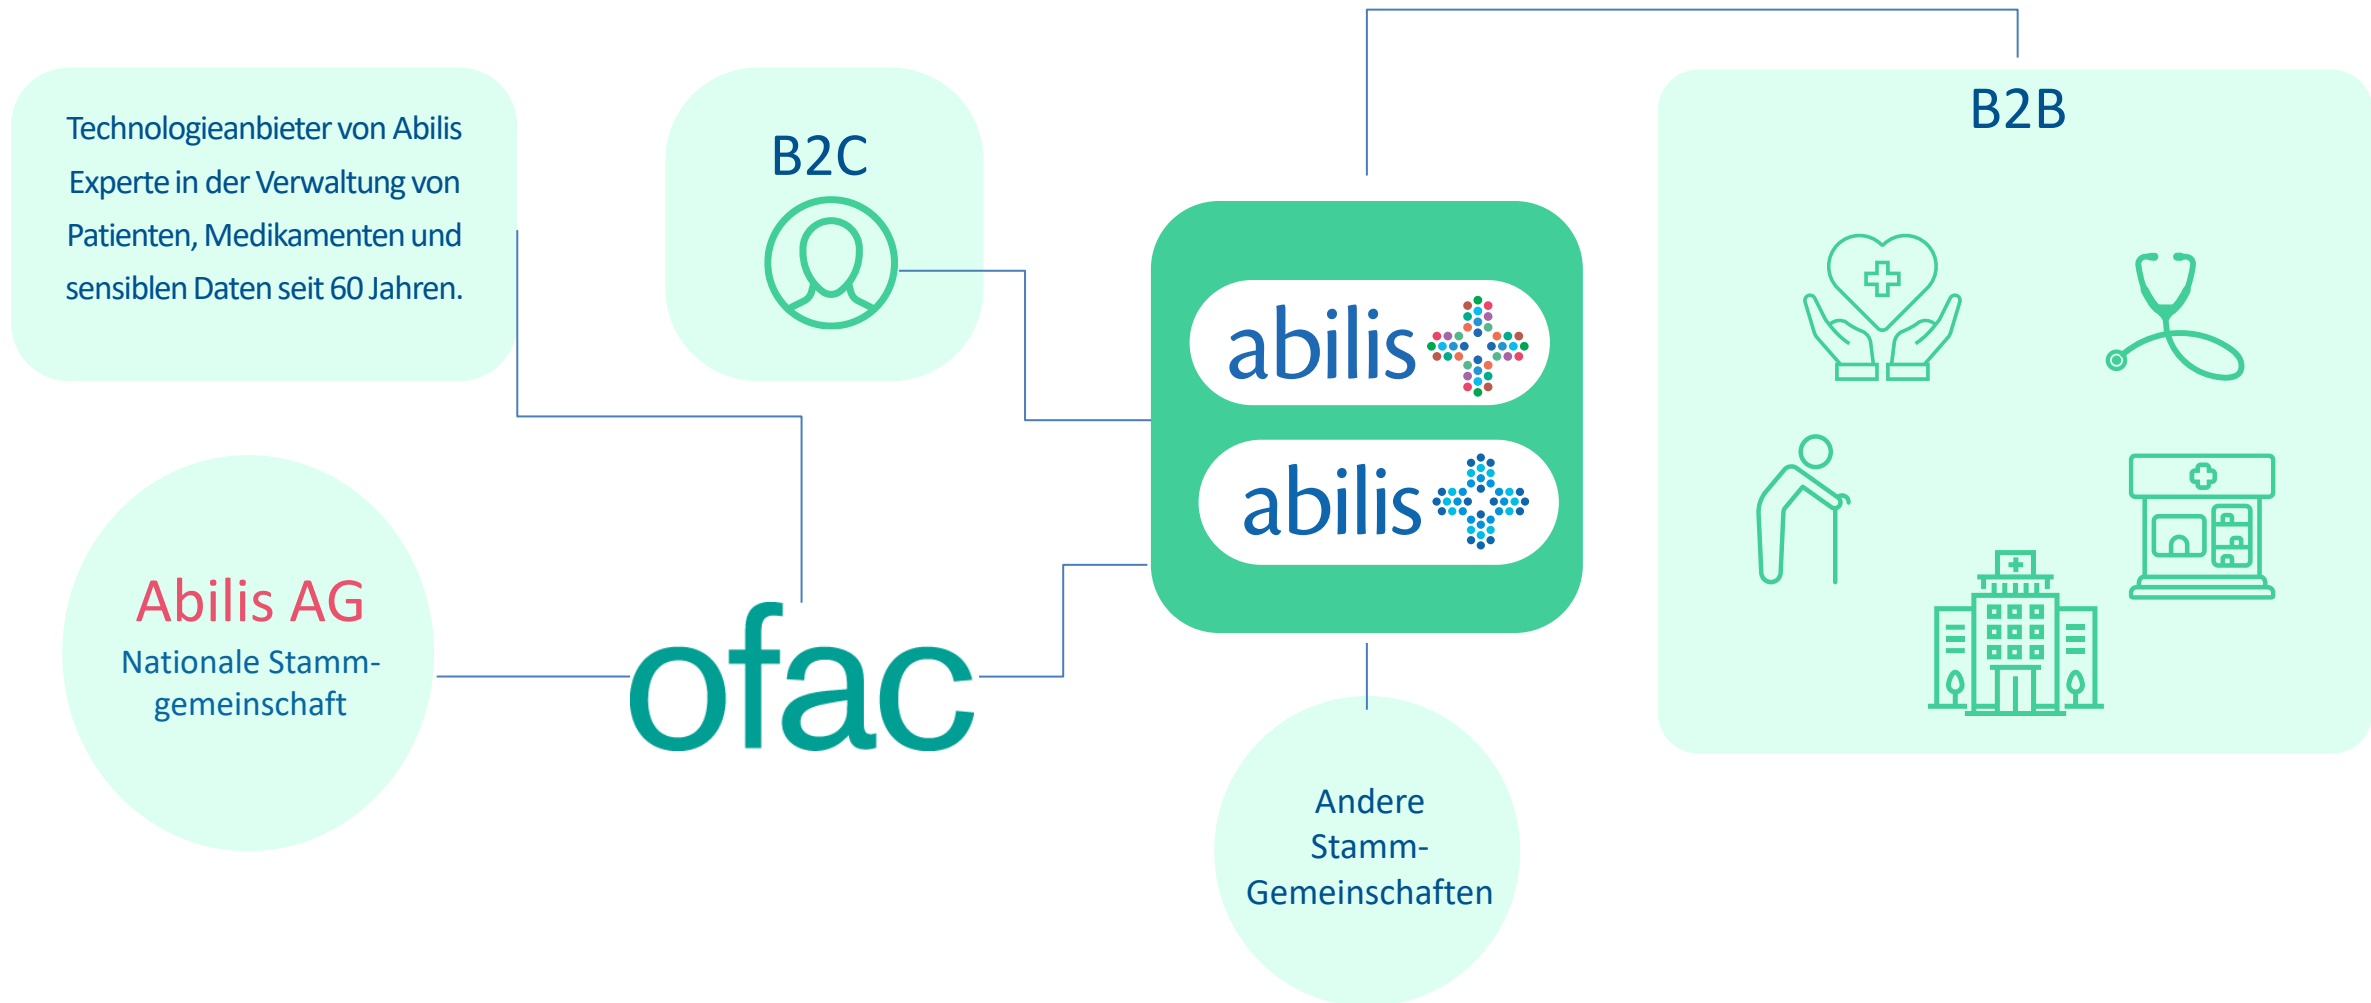 Technologieanbieter von Abilis
Experte in der Verwaltung von
Patienten, Medikamenten und
sensiblen Daten seit 60 Jahren.
B2C
B2B
abilis
abilis
Abilis AG
Nationale Stamm-
gemeinschaft
ofac
Andere
Stamm-
Gemeinschaften